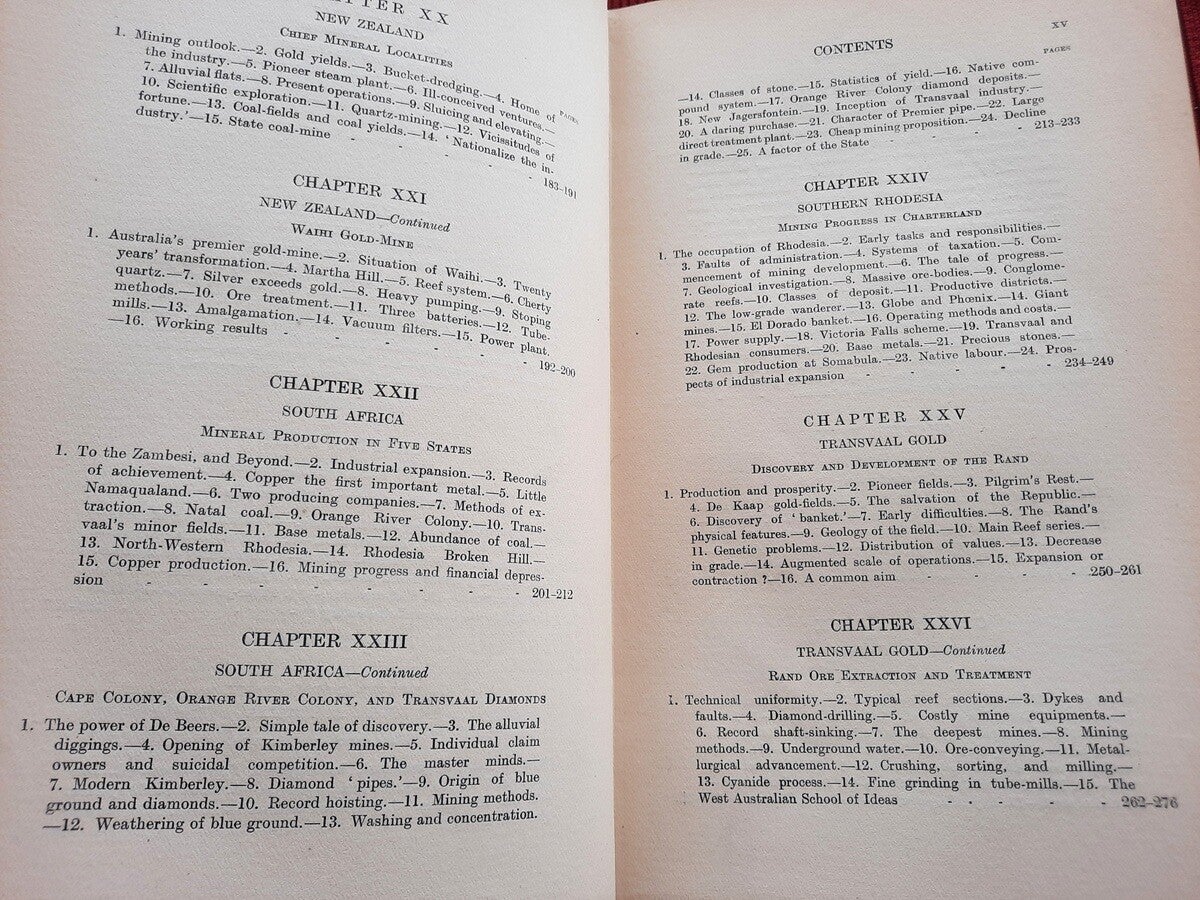 CHAPTER XX
NEW ZEALAND
Chief Mineral Localities
PAGES
1. Mining outlook.—2. Gold yields.—3. Bucket-dredging.—4. Home of
the industry.—5. Pioneer steam plant.—6. Ill-conceived ventures.—
7. Alluvial flats.—8. Present operations.—9. Sluicing and elevating.—
10. Scientific exploration.—11. Quartz-mining.—12. Vicissitudes of
fortune.—13. Coal-fields and coal yields.—14. ‘Nationalize the in-
dustry.’—15. State coal-mine - - - - - 183–191
CHAPTER XXI
NEW ZEALAND—Continued
Waihi Gold-Mine
1. Australia's premier gold-mine.—2. Situation of Waihi.—3. Twenty
years' transformation.—4. Martha Hill.—5. Reef system.—6. Cherty
quartz.—7. Silver exceeds gold.—8. Heavy pumping.—9. Stoping
methods.—10. Ore treatment.—11. Three batteries.—12. Tube-
mills.—13. Amalgamation.—14. Vacuum filters.—15. Power plant.
—16. Working results - - - - - - 192–200
CHAPTER XXII
SOUTH AFRICA
Mineral Production in Five States
1. To the Zambesi, and Beyond.—2. Industrial expansion.—3. Records
of achievement.—4. Copper the first important metal.—5. Little
Namaqualand.—6. Two producing companies.—7. Methods of ex-
traction.—8. Natal coal.—9. Orange River Colony.—10. Trans-
vaal's minor fields.—11. Base metals.—12. Abundance of coal.—
13. North-Western Rhodesia.—14. Rhodesia Broken Hill.—
15. Copper production.—16. Mining progress and financial depres-
sion - - - - - - - - 201–212
CHAPTER XXIII
SOUTH AFRICA—Continued
Cape Colony, Orange River Colony, and Transvaal Diamonds
1. The power of De Beers.—2. Simple tale of discovery.—3. The alluvial
diggings.—4. Opening of Kimberley mines.—5. Individual claim
owners and suicidal competition.—6. The master minds.—
7. Modern Kimberley.—8. Diamond ‘pipes.’—9. Origin of blue
ground and diamonds.—10. Record hoisting.—11. Mining methods.
—12. Weathering of blue ground.—13. Washing and concentration.
CONTENTS xv
PAGES
—14. Classes of stone.—15. Statistics of yield.—16. Native com-
pound system.—17. Orange River Colony diamond deposits.—
18. New Jagersfontein.—19. Inception of Transvaal industry.—
20. A daring purchase.—21. Character of Premier pipe.—22. Large
direct treatment plant.—23. Cheap mining proposition.—24. Decline
in grade.—25. A factor of the State - - - - 213–233
CHAPTER XXIV
SOUTHERN RHODESIA
Mining Progress in Charterland
1. The occupation of Rhodesia.—2. Early tasks and responsibilities.—
3. Faults of administration.—4. Systems of taxation.—5. Com-
mencement of mining development.—6. The tale of progress.—
7. Geological investigation.—8. Massive ore-bodies.—9. Conglome-
rate reefs.—10. Classes of deposit.—11. Productive districts.—
12. The low-grade wanderer.—13. Globe and Phœnix.—14. Giant
mines.—15. El Dorado banket.—16. Operating methods and costs.—
17. Power supply.—18. Victoria Falls scheme.—19. Transvaal and
Rhodesian consumers.—20. Base metals.—21. Precious stones.—
22. Gem production at Somabula.—23. Native labour.—24. Pros-
pects of industrial expansion - - - - - 234–249
CHAPTER XXV
TRANSVAAL GOLD
Discovery and Development of the Rand
1. Production and prosperity.—2. Pioneer fields.—3. Pilgrim's Rest.—
4. De Kaap gold-fields.—5. The salvation of the Republic.—
6. Discovery of ‘banket.’—7. Early difficulties.—8. The Rand's
physical features.—9. Geology of the field.—10. Main Reef series.—
11. Genetic problems.—12. Distribution of values.—13. Decrease
in grade.—14. Augmented scale of operations.—15. Expansion or
contraction?—16. A common aim - - - - - 250–261
CHAPTER XXVI
TRANSVAAL GOLD—Continued
Rand Ore Extraction and Treatment
1. Technical uniformity.—2. Typical reef sections.—3. Dykes and
faults.—4. Diamond-drilling.—5. Costly mine equipments.—
6. Record shaft-sinking.—7. The deepest mines.—8. Mining
methods.—9. Underground water.—10. Ore-conveying.—11. Metal-
lurgical advancement.—12. Crushing, sorting, and milling.—
13. Cyanide process.—14. Fine grinding in tube-mills.—15. The
West Australian School of Ideas - - - - - 262–276